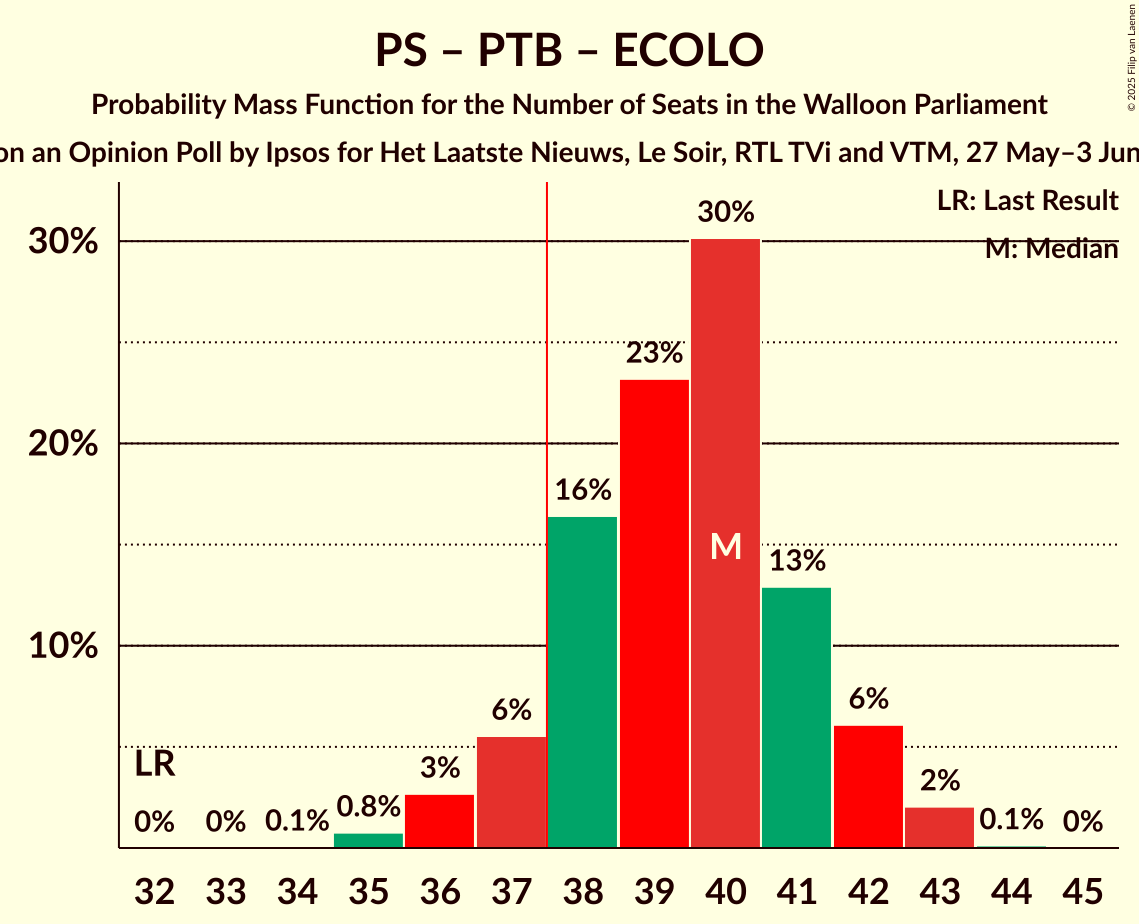 PS – PTB – ECOLO
Probability Mass Function for the Number of Seats in the Walloon Parliament
on an Opinion Poll by Ipsos for Het Laatste Nieuws, Le Soir, RTL TVi and VTM, 27 May–3 Jun
© 2025 Filip van Laenen
LR: Last Result
M: Median
30%
20%
10%
LR
0%
0%
0.1%
0.8%
3%
6%
16%
23%
30%
M
13%
6%
2%
0.1%
0%
32 33 34 35 36 37 38 39 40 41 42 43 44 45